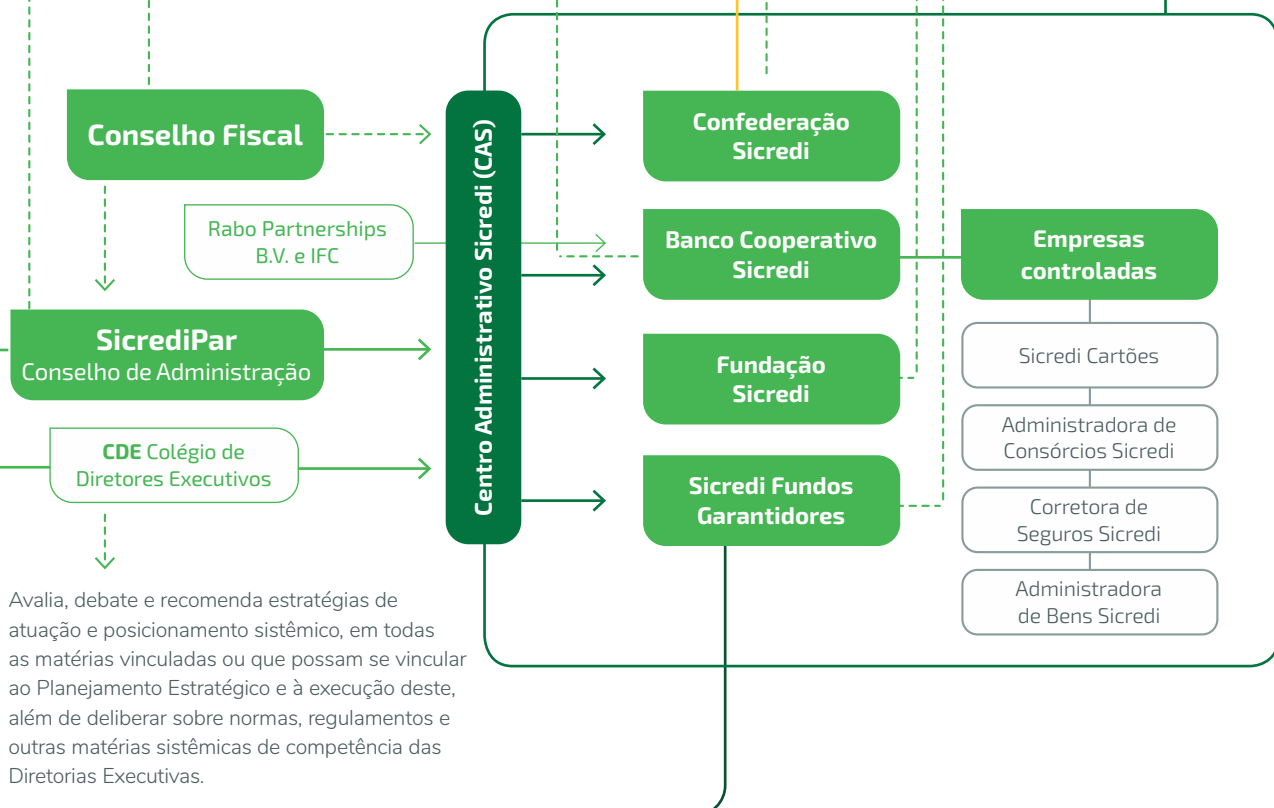 Conselho Fiscal
Rabo Partnerships
B.V. e IFC
SicrediPar
Conselho de Administração
CDE Colégio de
Diretores Executivos
Avalia, debate e recomenda estratégias de
atuação e posicionamento sistêmico, em todas
as matérias vinculadas ou que possam se vincular
ao Planejamento Estratégico e à execução deste,
além de deliberar sobre normas, regulamentos e
outras matérias sistêmicas de competência das
Diretorias Executivas.
Centro Administrativo Sicredi (CAS)
Confederação
Sicredi
Banco Cooperativo
Sicredi
Fundação
Sicredi
Sicredi Fundos
Garantidores
Empresas
controladas
Sicredi Cartões
Administradora de
Consórcios Sicredi
Corretora de
Seguros Sicredi
Administradora
de Bens Sicredi